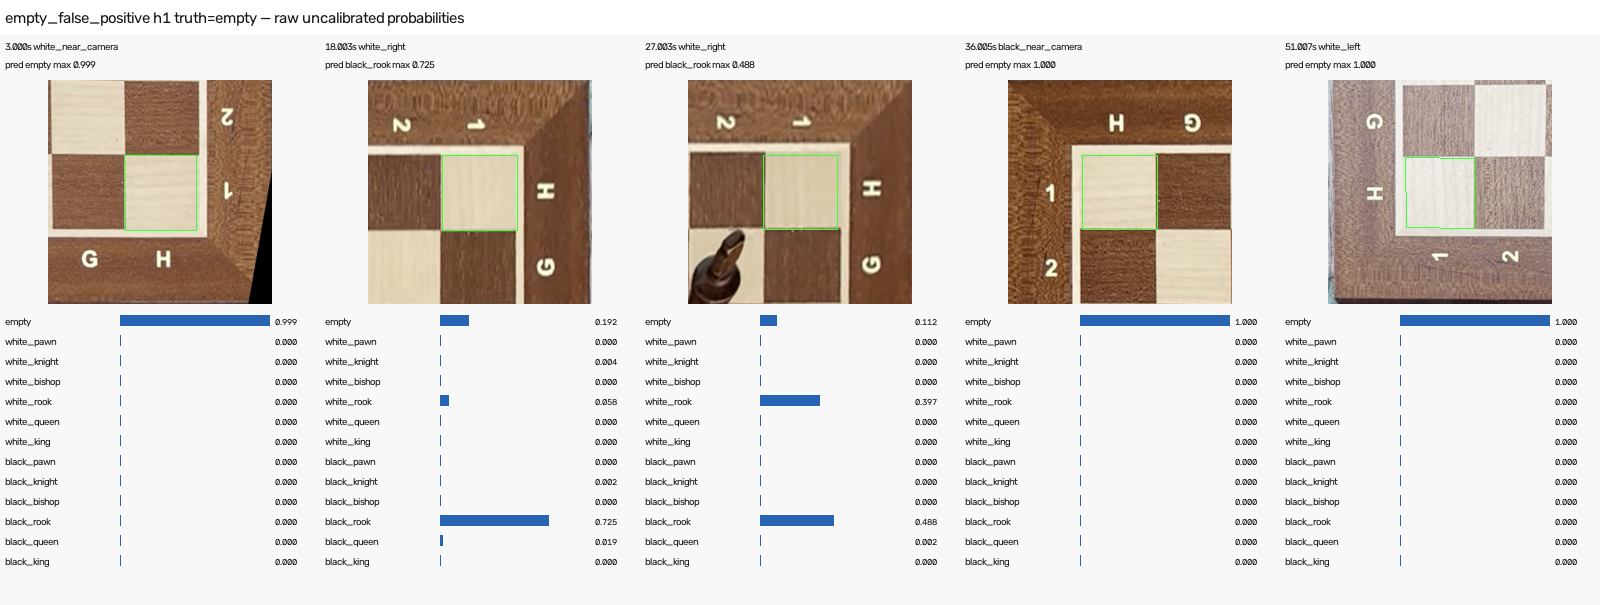 empty_false_positive h1 truth=empty — raw uncalibrated probabilities
3.000s white_near_camera
pred empty max 0.999
2
1
G H
empty 0.999
white_pawn 0.000
white_knight 0.000
white_bishop 0.000
white_rook 0.000
white_queen 0.000
white_king 0.000
black_pawn 0.000
black_knight 0.000
black_bishop 0.000
black_rook 0.000
black_queen 0.000
black_king 0.000
18.003s white_right
pred black_rook max 0.725
2 1
H
G
empty 0.192
white_pawn 0.000
white_knight 0.004
white_bishop 0.000
white_rook 0.058
white_queen 0.000
white_king 0.000
black_pawn 0.000
black_knight 0.002
black_bishop 0.000
black_rook 0.725
black_queen 0.019
black_king 0.000
27.003s white_right
pred black_rook max 0.488
2 1
H
G
empty 0.112
white_pawn 0.000
white_knight 0.000
white_bishop 0.000
white_rook 0.397
white_queen 0.000
white_king 0.000
black_pawn 0.000
black_knight 0.000
black_bishop 0.000
black_rook 0.488
black_queen 0.002
black_king 0.000
36.005s black_near_camera
pred empty max 1.000
H G
1
2
empty 1.000
white_pawn 0.000
white_knight 0.000
white_bishop 0.000
white_rook 0.000
white_queen 0.000
white_king 0.000
black_pawn 0.000
black_knight 0.000
black_bishop 0.000
black_rook 0.000
black_queen 0.000
black_king 0.000
51.007s white_left
pred empty max 1.000
G
H
1 2
empty 1.000
white_pawn 0.000
white_knight 0.000
white_bishop 0.000
white_rook 0.000
white_queen 0.000
white_king 0.000
black_pawn 0.000
black_knight 0.000
black_bishop 0.000
black_rook 0.000
black_queen 0.000
black_king 0.000